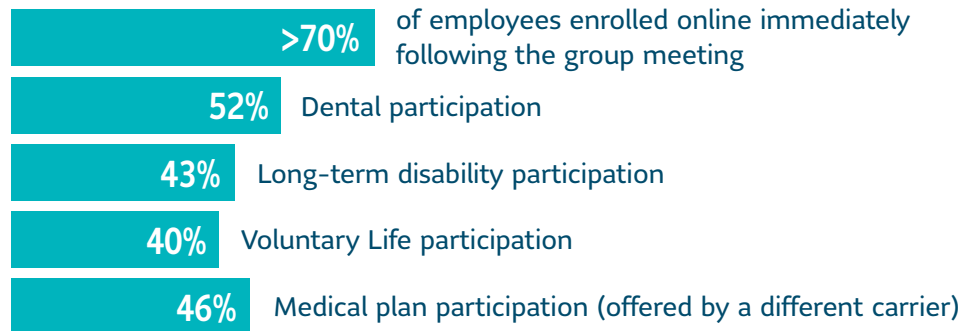 >70% of employees enrolled online immediately
following the group meeting
52% Dental participation
43% Long-term disability participation
40% Voluntary Life participation
46% Medical plan participation (offered by a different carrier)